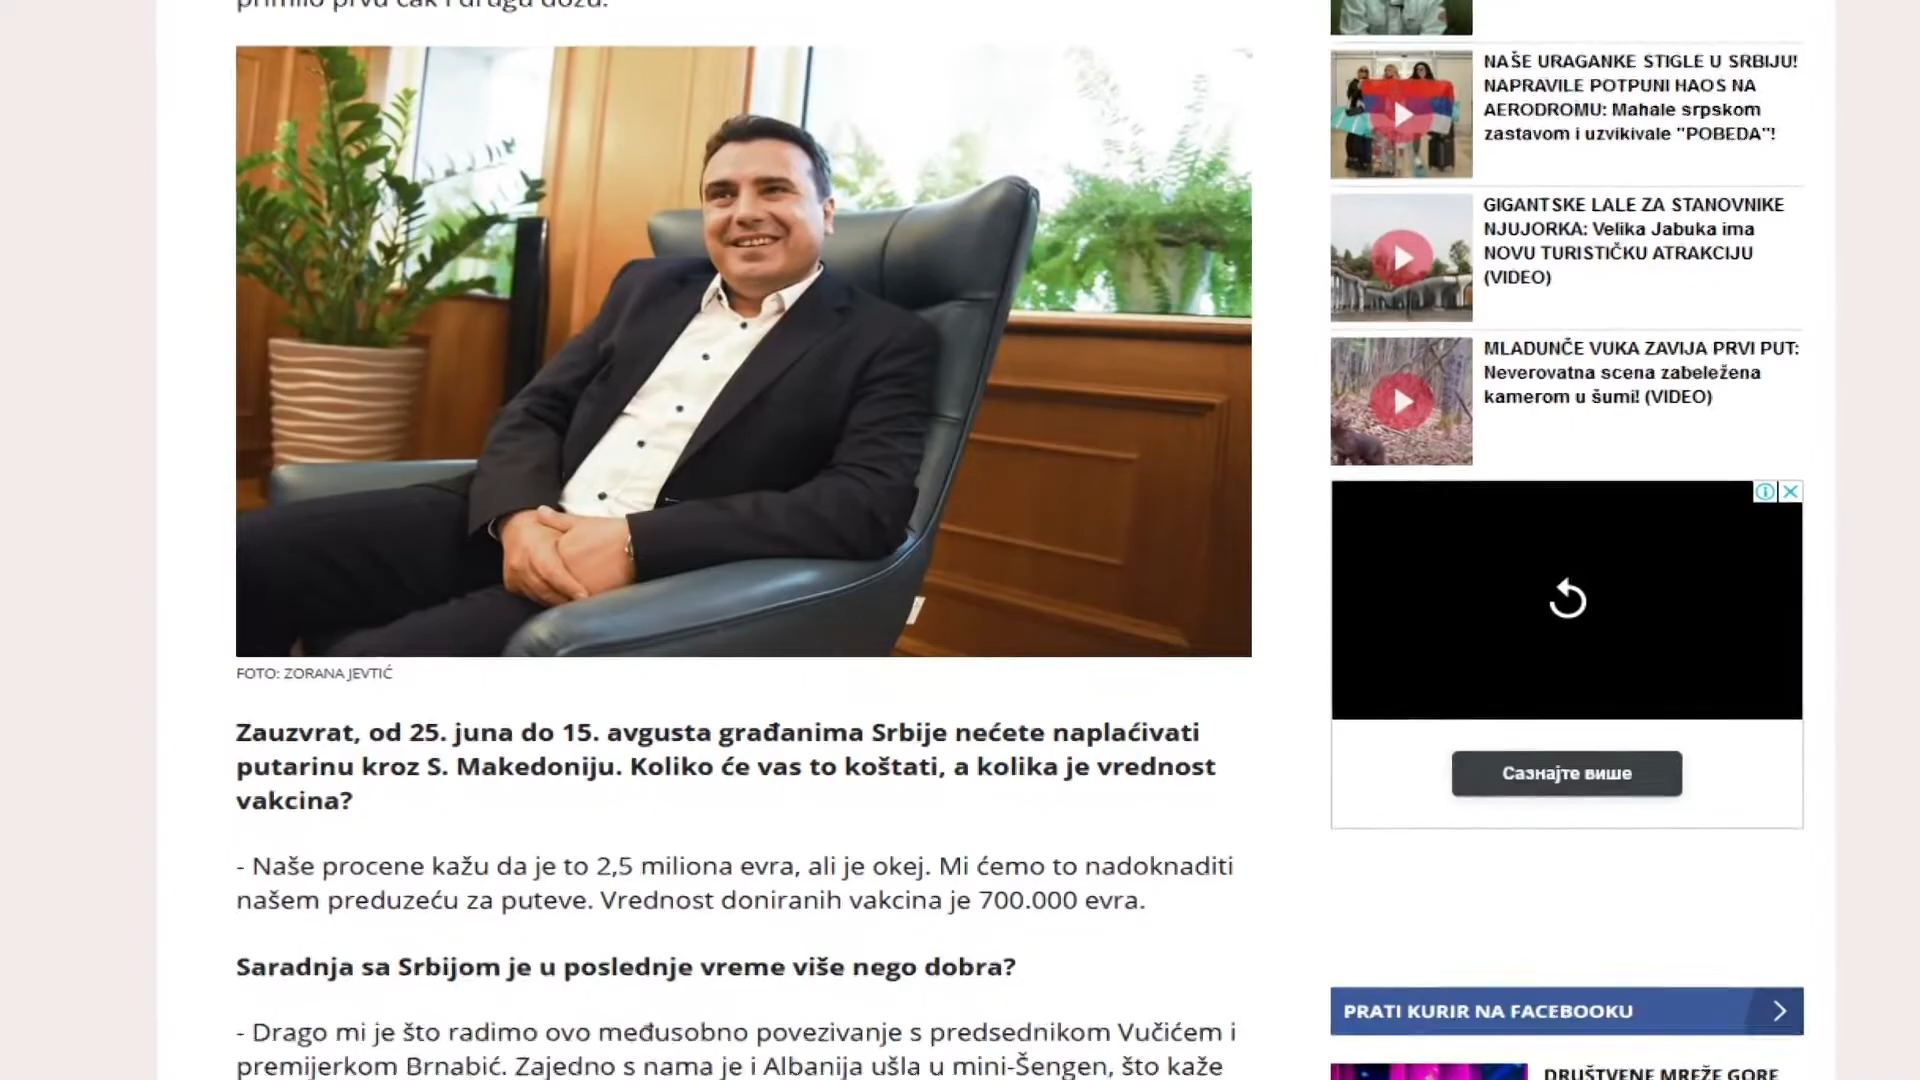 primilo prvu čak i drugu dozu.
FOTO: ZORANA JEVTIĆ
Zauzvrat, od 25. juna do 15. avgusta građanima Srbije nećete naplaćivati
putarinu kroz S. Makedoniju. Koliko će vas to koštati, a kolika je vrednost
vakcina?
- Naše procene kažu da je to 2,5 miliona evra, ali je okej. Mi ćemo to nadoknaditi
našem preduzeću za puteve. Vrednost doniranih vakcina je 700.000 evra.
Saradnja sa Srbijom je u poslednje vreme više nego dobra?
- Drago mi je što radimo ovo međusobno povezivanje s predsednikom Vučićem i
premijerkom Brnabić. Zajedno s nama je i Albanija ušla u mini-Šengen, što kaže
NAŠE URAGANKE STIGLE U SRBIJU!
NAPRAVILE POTPUNI HAOS NA
AERODROMU: Mahale srpskom
zastavom i uzvikivale "POBEDA"!
GIGANTSKE LALE ZA STANOVNIKE
NJUJORKA: Velika Jabuka ima
NOVU TURISTIČKU ATRAKCIJU
(VIDEO)
MLADUNČE VUKA ZAVIJA PRVI PUT:
Neverovatna scena zabeležena
kamerom u šumi! (VIDEO)
Сазнајте више
PRATI KURIR NA FACEBOOKU
DRUŠTVENE MREŽE GORE